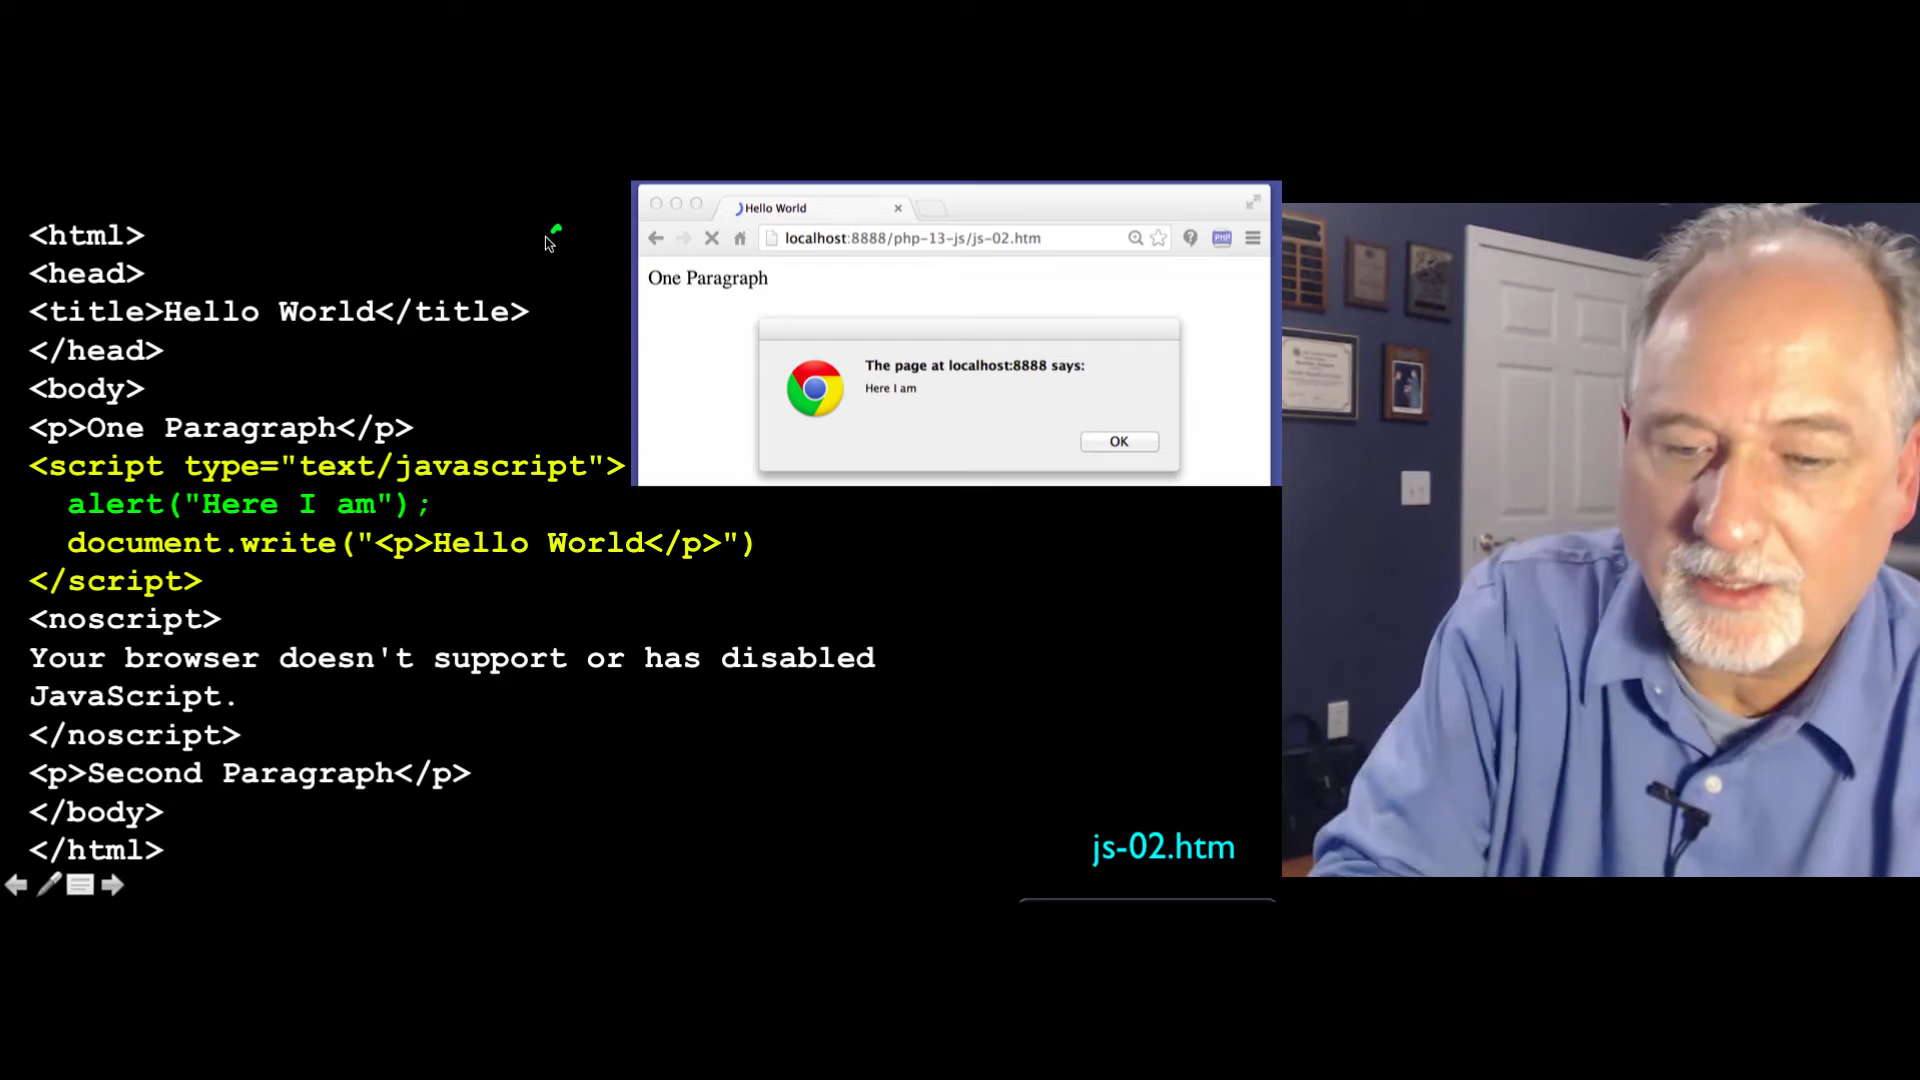 <html>
<head>
<title>Hello World</title>
</head>
<body>
<p>One Paragraph</p>
<script type="text/javascript">
  alert("Here I am");
  document.write("<p>Hello World</p>")
</script>
<noscript>
Your browser doesn't support or has disabled
JavaScript.
</noscript>
<p>Second Paragraph</p>
</body>
</html>
Hello World
localhost:8888/php-13-js/js-02.htm
PHP
One Paragraph
The page at localhost:8888 says:
Here I am
OK
js-02.htm